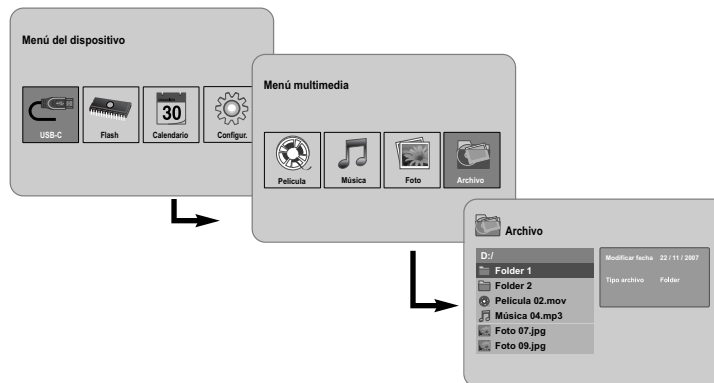 Menú del dispositivo
USB-C
Flash
30
Calendario
Configur.
Menú multimedia
Película
Música
Foto
Archivo
Archivo
D:/
Folder 1
Folder 2
Película 02.mov
Música 04.mp3
Foto 07.jpg
Foto 09.jpg
Modificar fecha 22 / 11 / 2007
Tipo archivo Folder